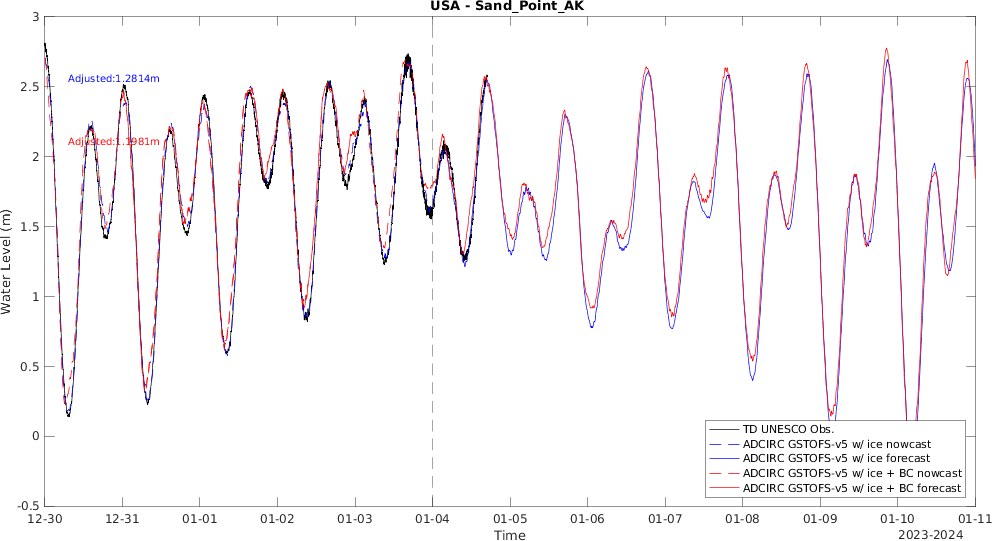 USA - Sand_Point_AK
3
2.5
2
1.5
1
0.5
0
-0.5
Water Level (m)
Adjusted:1.2814m
Adjusted:1.1981m
TD UNESCO Obs.
ADCIRC GSTOFS-v5 w/ ice nowcast
ADCIRC GSTOFS-v5 w/ ice forecast
ADCIRC GSTOFS-v5 w/ ice + BC nowcast
ADCIRC GSTOFS-v5 w/ ice + BC forecast
12-30 12-31 01-01 01-02 01-03 01-04 01-05 01-06 01-07 01-08 01-09 01-10 01-11
Time
2023-2024